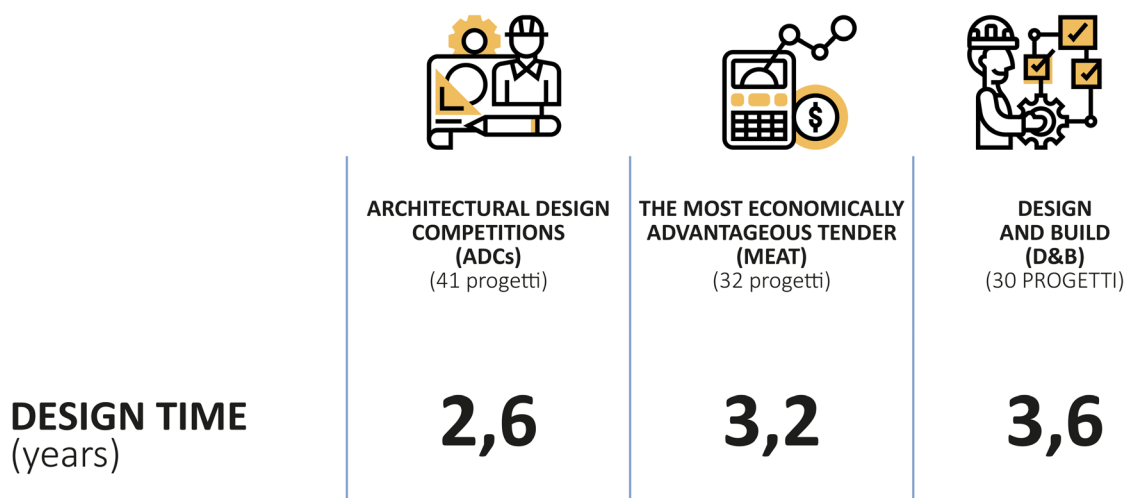 $
ARCHITECTURAL DESIGN
COMPETITIONS
(ADCs)
(41 progetti)
THE MOST ECONOMICALLY
ADVANTAGEOUS TENDER
(MEAT)
(32 progetti)
DESIGN
AND BUILD
(D&B)
(30 PROGETTI)
DESIGN TIME
(years)
2,6
3,2
3,6